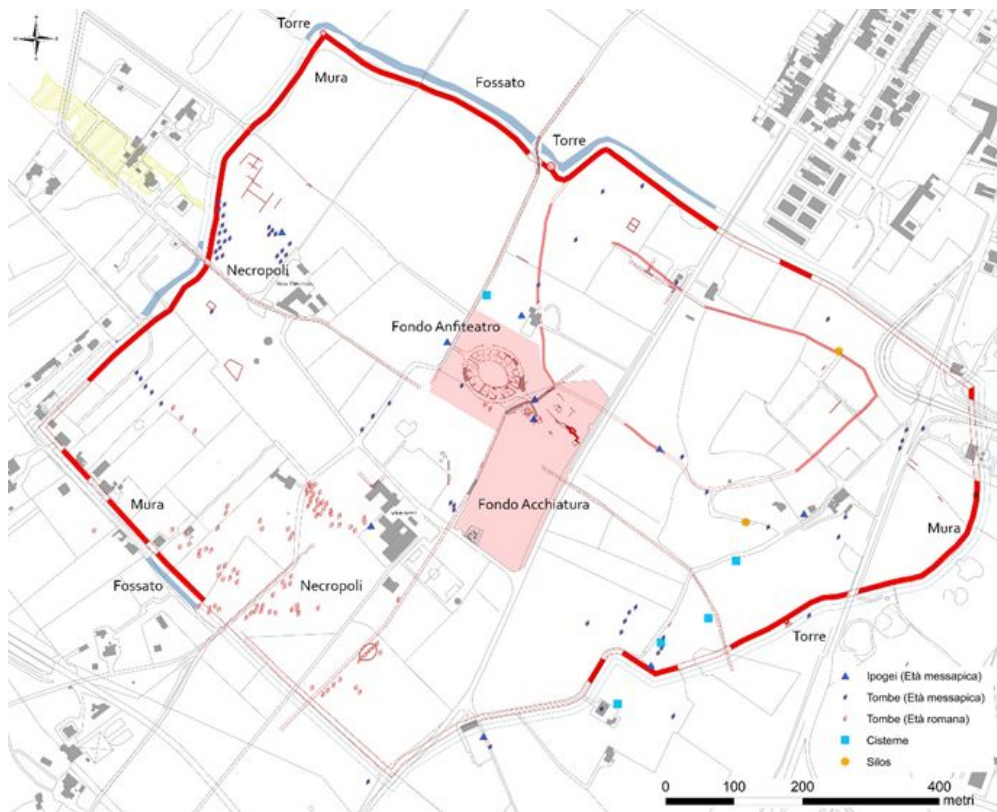 Torre
Mura
Fossato
Torre
Necropoli
Fondo Anfiteatro
Mura
Fondo Acchiatura
Mura
Fossato
Necropoli
Torre
Ipogei (Età messapica)
Tombe (Età messapica)
Tombe (Età romana)
Cisterne
Silos
0 100 200 400
metri